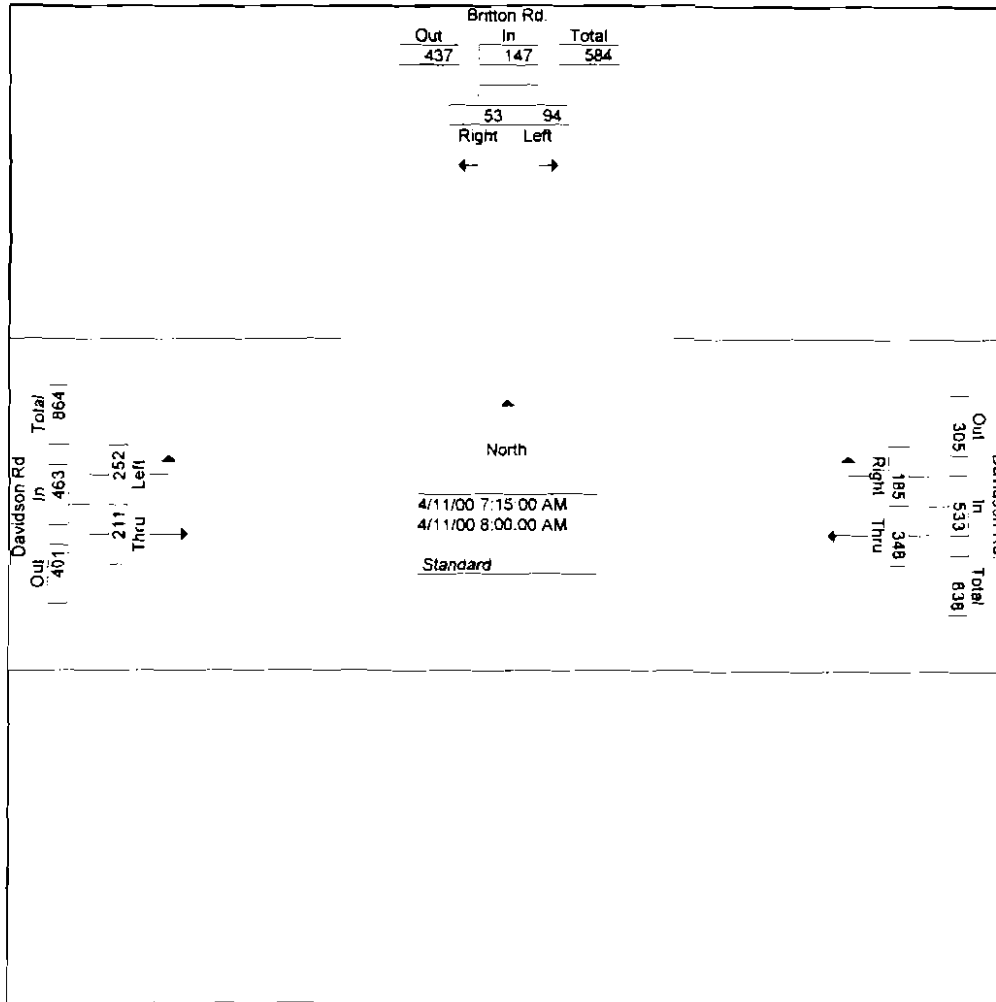 Britton Rd.
Out In Total
437 147 584
53 94
Right Left
North
4/11/00 7:15:00 AM
4/11/00 8:00:00 AM
Standard
Davidson Rd
Out In Total
401 463 864
211 252
Thru Left
Out In Total
305 533 838
Right Thru
185 348